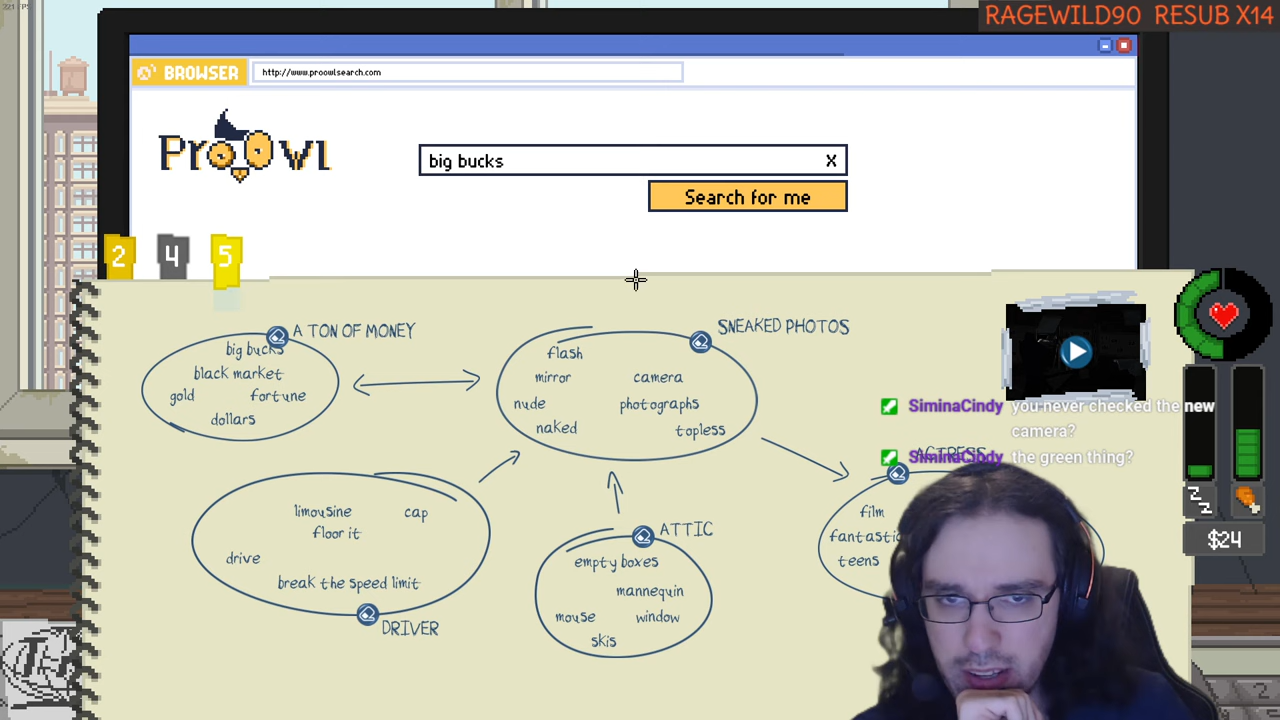 RAGEWILD90 RESUB X14
BROWSER
http://www.proowlsearch.com
PrOOwl
big bucks X
Search for me
2 4 5
A TON OF MONEY
big bucks
black market
gold fortune
dollars
SNEAKED PHOTOS
flash
mirror camera
nude photographs
naked topless
SiminaCindy you never checked the new
camera?
SiminaCindy the green thing?
ACTRESS
film
fantastic
teens
limousine cap
floor it
drive
break the speed limit
DRIVER
ATTIC
empty boxes
mannequin
mouse window
skis
$24